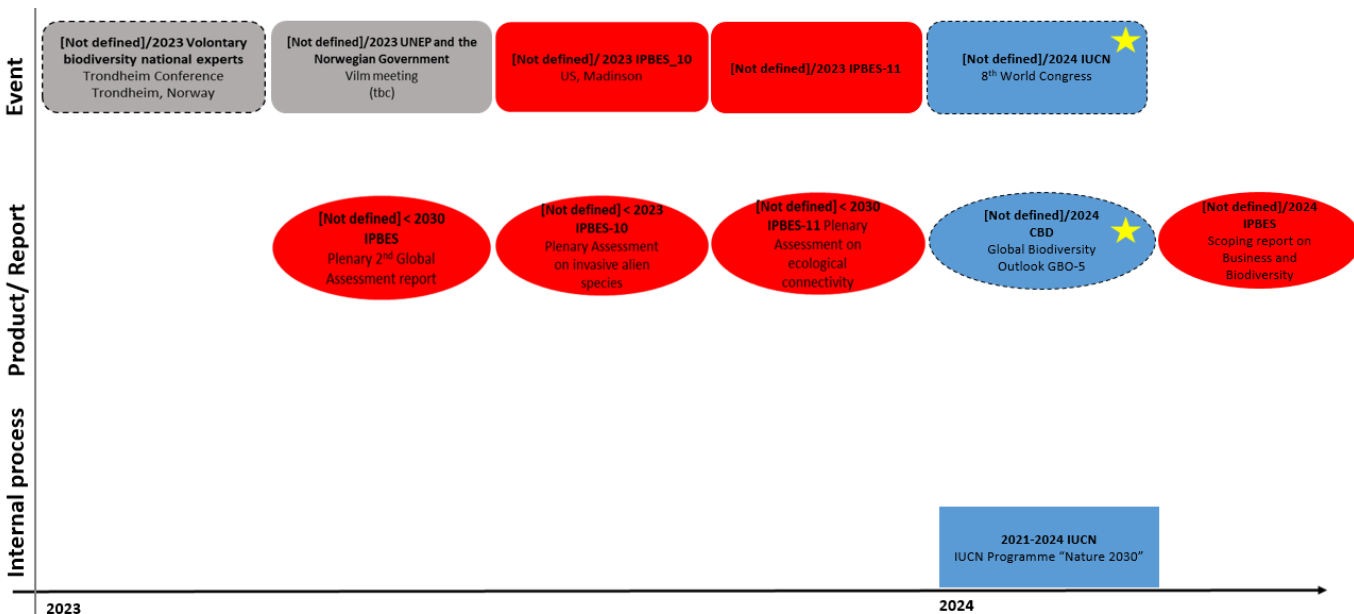 Event
[Not defined]/2023 Volontary
biodiversity national experts
Trondheim Conference
Trondheim, Norway
[Not defined]/2023 UNEP and the
Norwegian Government
Vilm meeting
(tbc)
[Not defined]/2023 IPBES_10
US, Madinson
[Not defined]/2023 IPBES-11
[Not defined]/2024 IUCN
8th World Congress
Product/ Report
[Not defined] < 2030
IPBES
Plenary 2nd Global
Assessment report
[Not defined] < 2023
IPBES-10
Plenary Assessment
on invasive alien
species
[Not defined] < 2030
IPBES-11 Plenary
Assessment on
ecological
connectivity
[Not defined]/2024
CBD
Global Biodiversity
Outlook GBO-5
[Not defined]/2024
IPBES
Scoping report on
Business and
Biodiversity
Internal process
2021-2024 IUCN
IUCN Programme “Nature 2030”
2023
2024